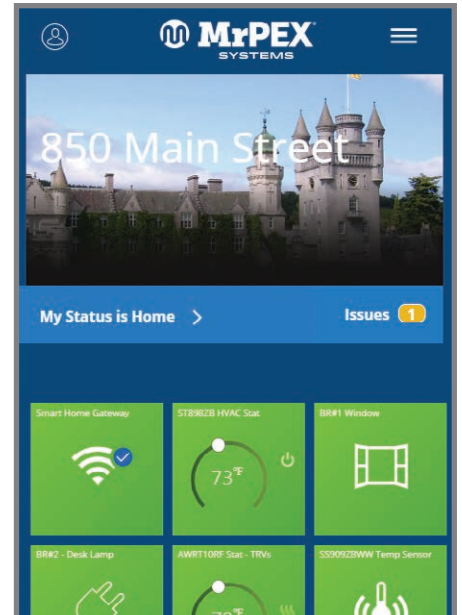 MrPEX
SYSTEMS
850 Main Street
My Status is Home >
Issues 1
Smart Home Gateway
ST898ZB HVAC Stat
BR#1 Window
73°F
BR#2 - Desk Lamp
AWRT10RF Stat - TRVs
SS909ZBWW Temp Sensor